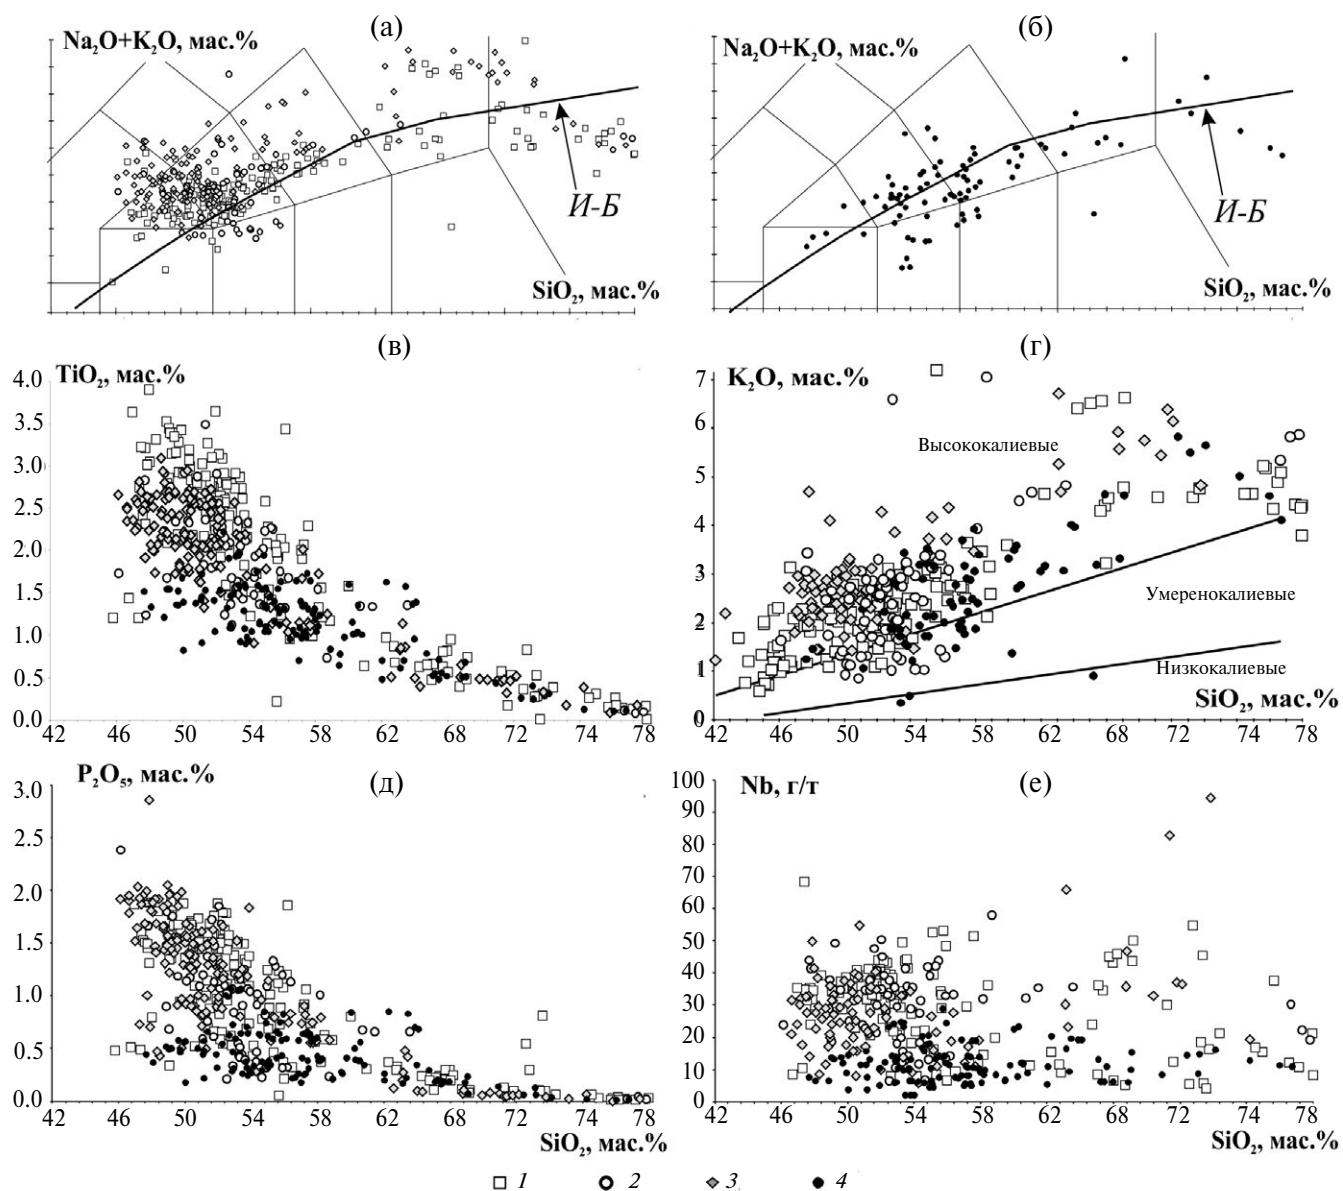 (а)
Na₂O+K₂O, мас.%
И-Б
SiO₂, мас.%
(б)
Na₂O+K₂O, мас.%
И-Б
SiO₂, мас.%
(в)
TiO₂, мас.%
4.0
3.5
3.0
2.5
2.0
1.5
1.0
0.5
0.0
42 46 50 54 58 62 68 72 78
(г)
K₂O, мас.%
7
6
5
4
3
2
1
0
Высококалиевые
Умеренокалиевые
Низкокалиевые
SiO₂, мас.%
42 46 50 54 58 62 68 72 78
(д)
P₂O₅, мас.%
3.0
2.5
2.0
1.5
1.0
0.5
0.0
42 46 50 54 58 62 68 72 78
SiO₂, мас.%
(е)
Nb, г/т
100
90
80
70
60
50
40
30
20
10
0
42 46 50 54 58 62 68 72 74 78
SiO₂, мас.%
1 2 3 4